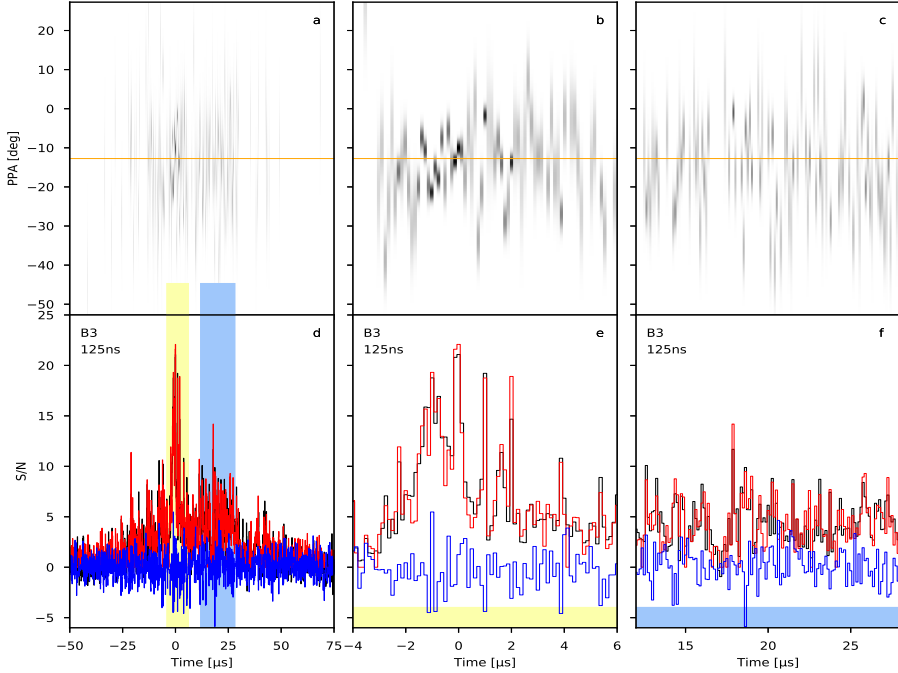 a
b
c
20
10
0
−10
−20
−30
−40
−50
PPA [deg]
B3
125ns
d
B3
125ns
e
B3
125ns
f
25
20
15
10
5
0
−5
S/N
−50 −25 0 25 50 75
−4 −2 0 2 4 6
15 20 25
Time [μs]
Time [μs]
Time [μs]